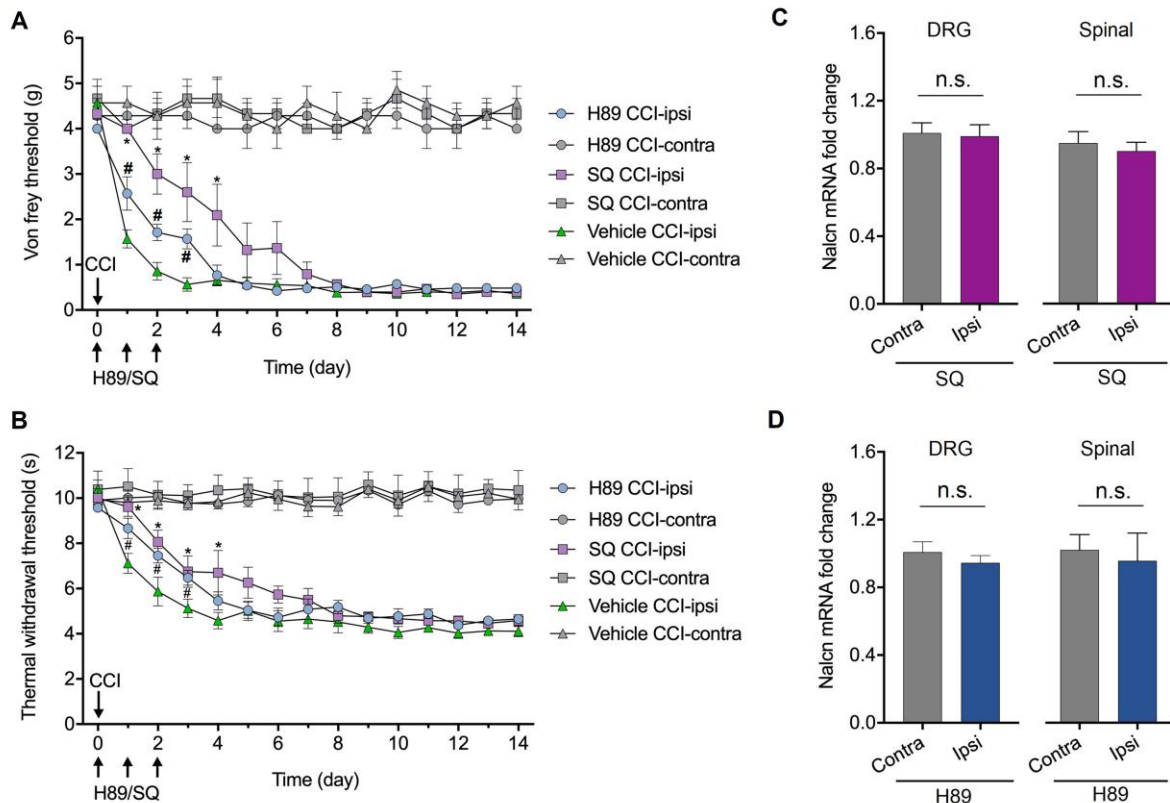 A
Von frey threshold (g)
6
5
4
3
2
1
0
*
*
*
*
#
#
#
CCI
0
2
4
6
8
10
12
14
H89/SQ
Time (day)
H89 CCI-ipsi
H89 CCI-contra
SQ CCI-ipsi
SQ CCI-contra
Vehicle CCI-ipsi
Vehicle CCI-contra
B
Thermal withdrawal threshold (s)
12
10
8
6
4
2
0
*
*
*
*
#
#
#
CCI
0
2
4
6
8
10
12
14
H89/SQ
Time (day)
H89 CCI-ipsi
H89 CCI-contra
SQ CCI-ipsi
SQ CCI-contra
Vehicle CCI-ipsi
Vehicle CCI-contra
C
DRG
Spinal
Nalcn mRNA fold change
1.6
1.2
0.8
0.4
0.0
n.s.
n.s.
Contra
Ipsi
Contra
Ipsi
SQ
SQ
D
DRG
Spinal
Nalcn mRNA fold change
1.6
1.2
0.8
0.4
0.0
n.s.
n.s.
Contra
Ipsi
Contra
Ipsi
H89
H89